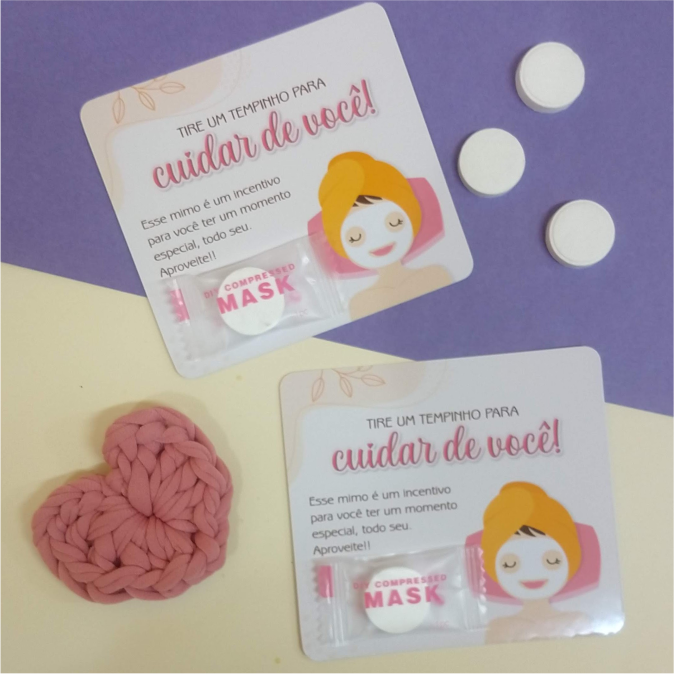 TIRE UM TEMPINHO PARA
cuidar de você!
Esse mimo é um incentivo
para você ter um momento
especial, todo seu.
Aproveite!!
DIY COMPRESSED
MASK
TIRE UM TEMPINHO PARA
cuidar de você!
Esse mimo é um incentivo
para você ter um momento
especial, todo seu.
Aproveite!!
DIY COMPRESSED
MASK